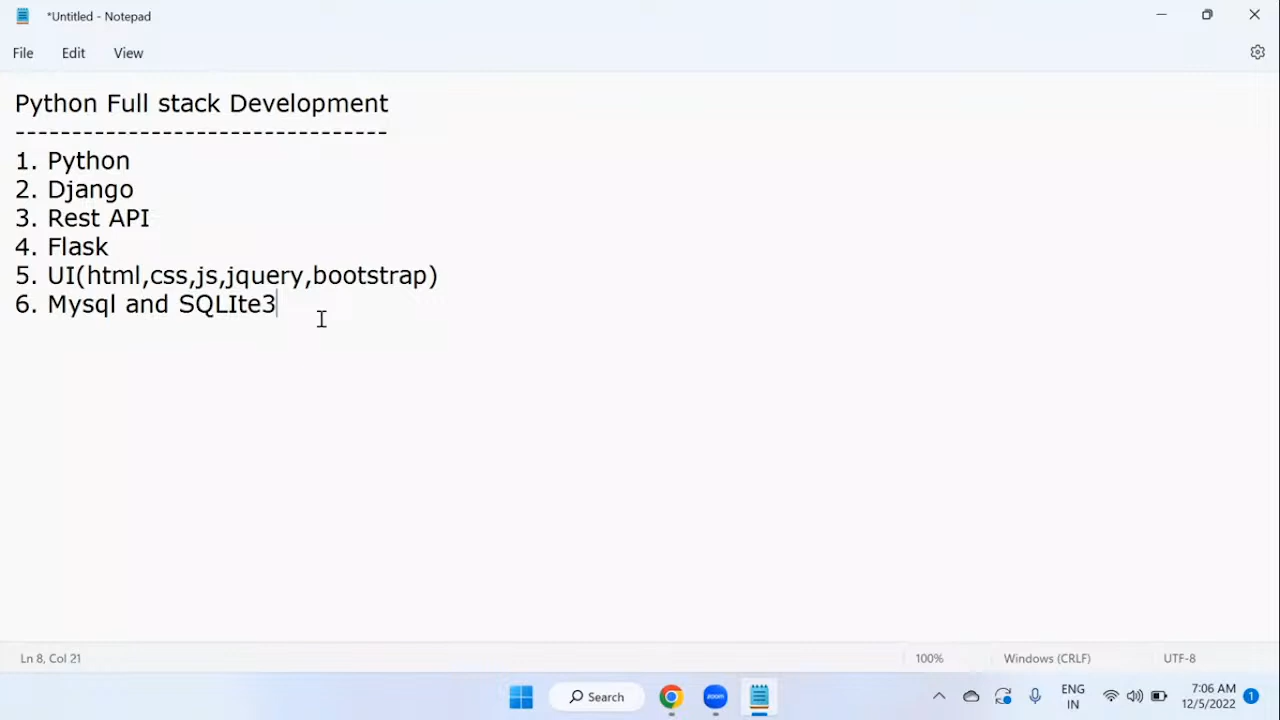 *Untitled - Notepad
File Edit View
Python Full stack Development
---------------------------------
1. Python
2. Django
3. Rest API
4. Flask
5. UI(html,css,js,jquery,bootstrap)
6. Mysql and SQLIte3
Ln 8, Col 21 100% Windows (CRLF) UTF-8
Search zoom ENG IN 7:06 AM 12/5/2022 1